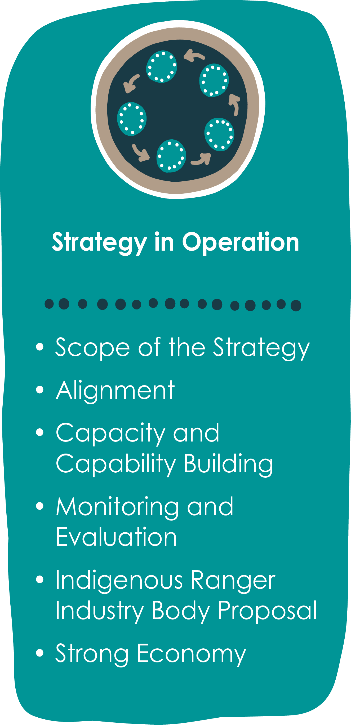 Strategy in Operation
• Scope of the Strategy
• Alignment
• Capacity and
Capability Building
• Monitoring and
Evaluation
• Indigenous Ranger
Industry Body Proposal
• Strong Economy